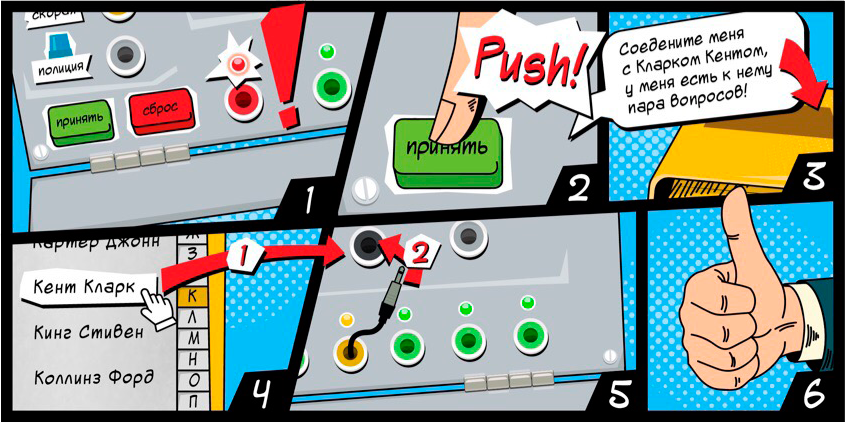 скорая
полиция
принять
сброс
1
Push!
принять
2
Соедените меня
с Кларком Кентом,
у меня есть к нему
пара вопросов!
3
Картер Джонн
Кент Кларк
Кинг Стивен
Коллинз Форд
Ж
З
К
Л
М
Н
О
П
1
4
2
5
6